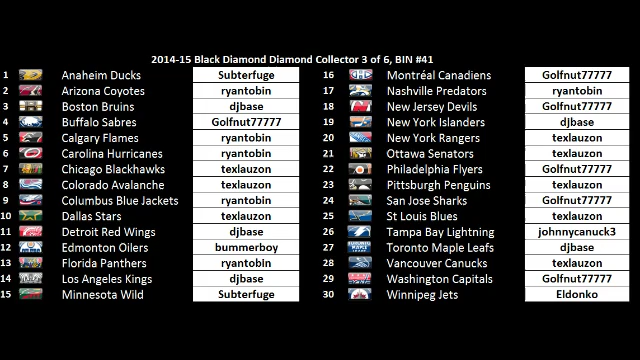 2014-15 Black Diamond Diamond Collector 3 of 6, BIN #41
1 Anaheim Ducks Subterfuge 16 Montréal Canadiens Golfnut77777
2 Arizona Coyotes ryantobin 17 Nashville Predators ryantobin
3 Boston Bruins djbase 18 New Jersey Devils Golfnut77777
4 Buffalo Sabres Golfnut77777 19 New York Islanders djbase
5 Calgary Flames ryantobin 20 New York Rangers texlauzon
6 Carolina Hurricanes ryantobin 21 Ottawa Senators texlauzon
7 Chicago Blackhawks texlauzon 22 Philadelphia Flyers Golfnut77777
8 Colorado Avalanche texlauzon 23 Pittsburgh Penguins texlauzon
9 Columbus Blue Jackets ryantobin 24 San Jose Sharks Golfnut77777
10 Dallas Stars texlauzon 25 St Louis Blues texlauzon
11 Detroit Red Wings djbase 26 Tampa Bay Lightning johnnycanuck3
12 Edmonton Oilers bummerboy 27 Toronto Maple Leafs djbase
13 Florida Panthers ryantobin 28 Vancouver Canucks texlauzon
14 Los Angeles Kings djbase 29 Washington Capitals Golfnut77777
15 Minnesota Wild Subterfuge 30 Winnipeg Jets Eldonko